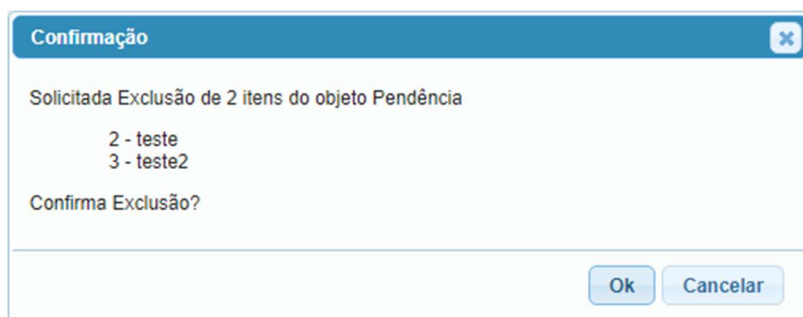 Confirmação
Solicitada Exclusão de 2 itens do objeto Pendência
2 - teste
3 - teste2
Confirma Exclusão?
Ok Cancelar